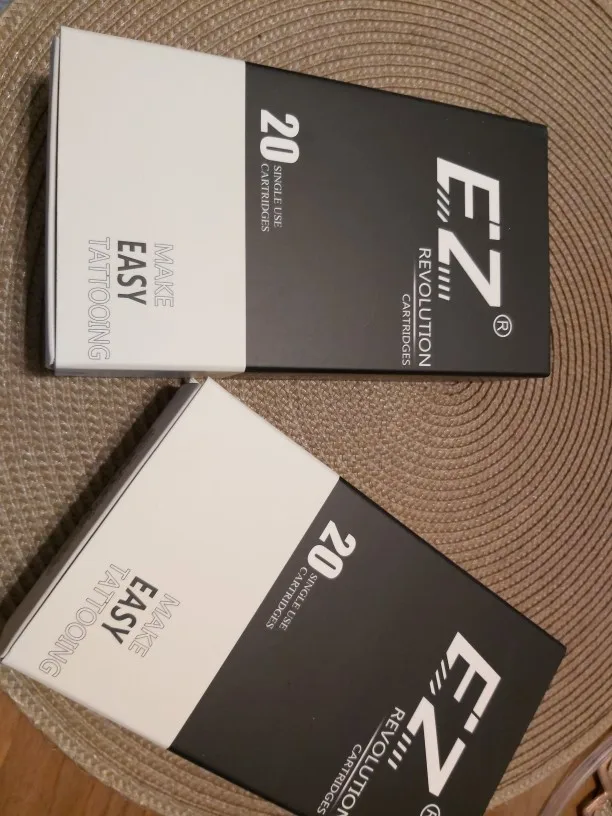 EZ®
REVOLUTION
CARTRIDGES
20 SINGLE USE
CARTRIDGES
MAKE
EASY
TATTOOING
EZ®
REVOLUTION
CARTRIDGES
20 SINGLE USE
CARTRIDGES
MAKE
EASY
TATTOOING